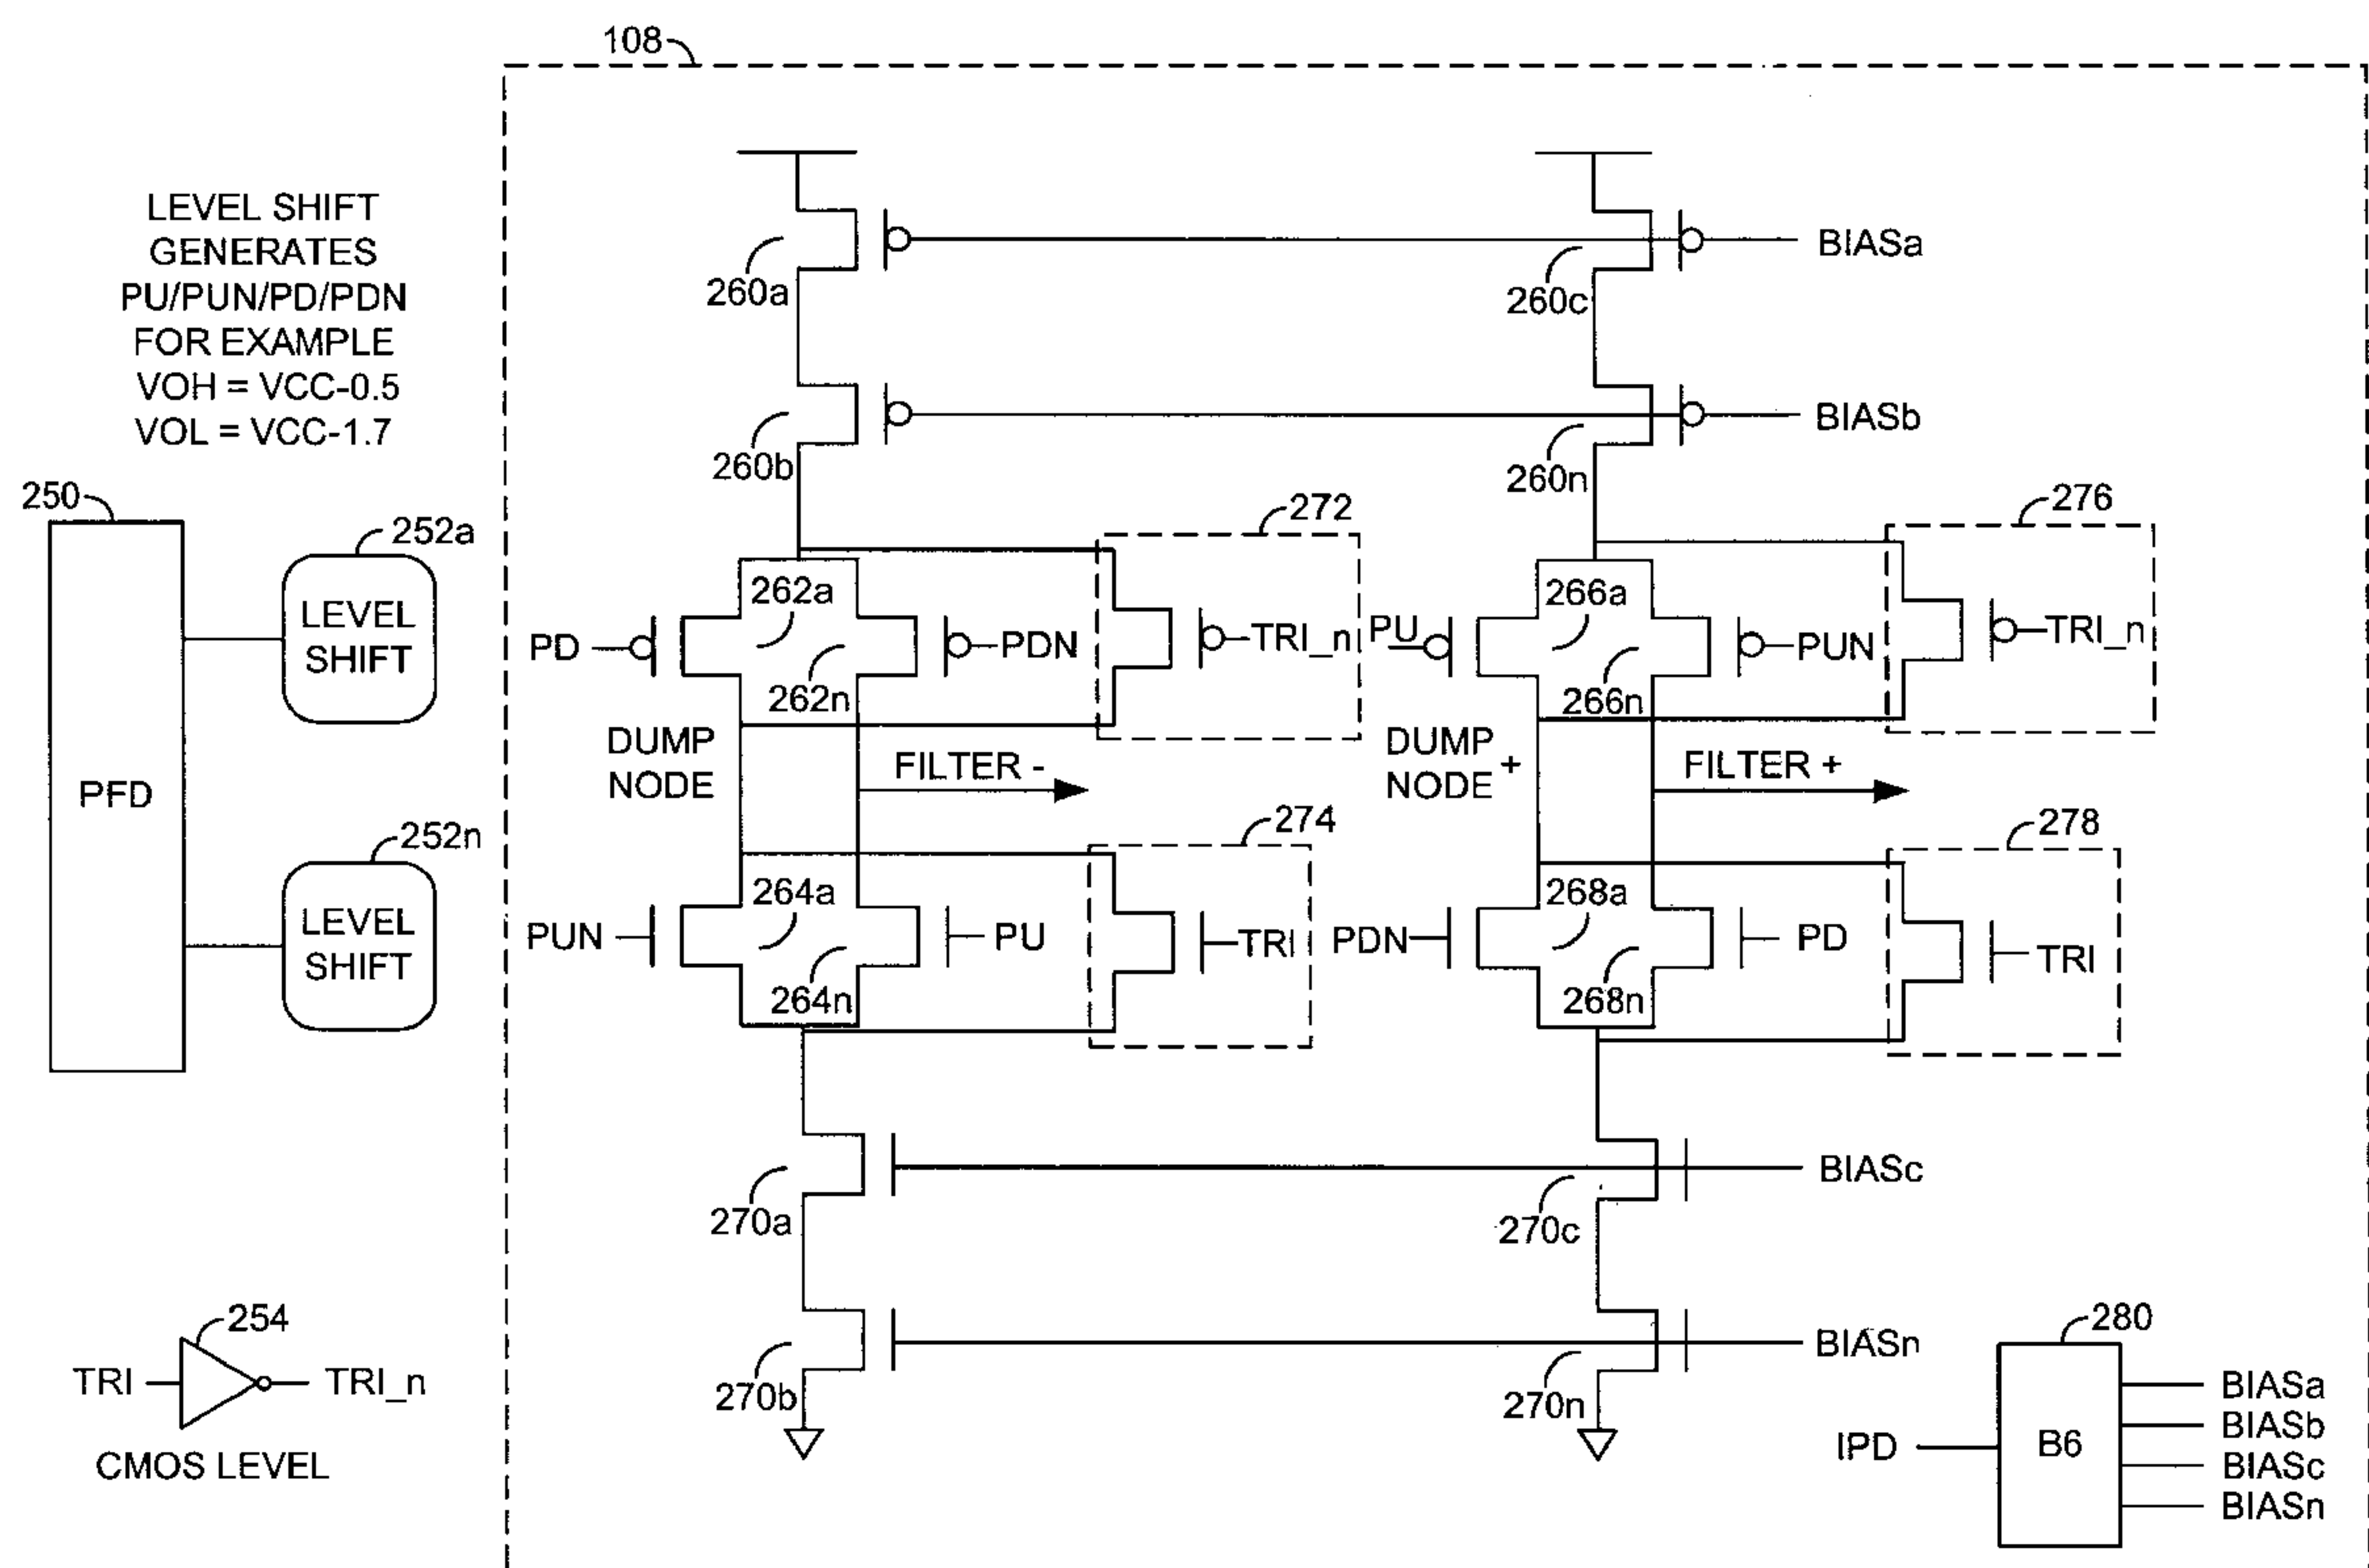 108
LEVEL SHIFT
GENERATES
PU/PUN/PD/PDN
FOR EXAMPLE
VOH = VCC-0.5
VOL = VCC-1.7
260a
260c
BIASa
260b
260n
BIASb
250
252a
LEVEL
SHIFT
PFD
252n
LEVEL
SHIFT
272
276
262a
266a
PD
PDN
TRI_n
PU
PUN
TRI_n
262n
266n
DUMP
NODE
FILTER -
DUMP
NODE +
FILTER +
274
278
264a
268a
PUN
PU
TRI
PDN
PD
TRI
264n
268n
270a
270c
BIASc
270b
270n
BIASn
254
TRI
TRI_n
CMOS LEVEL
280
IPD
B6
BIASa
BIASb
BIASc
BIASn